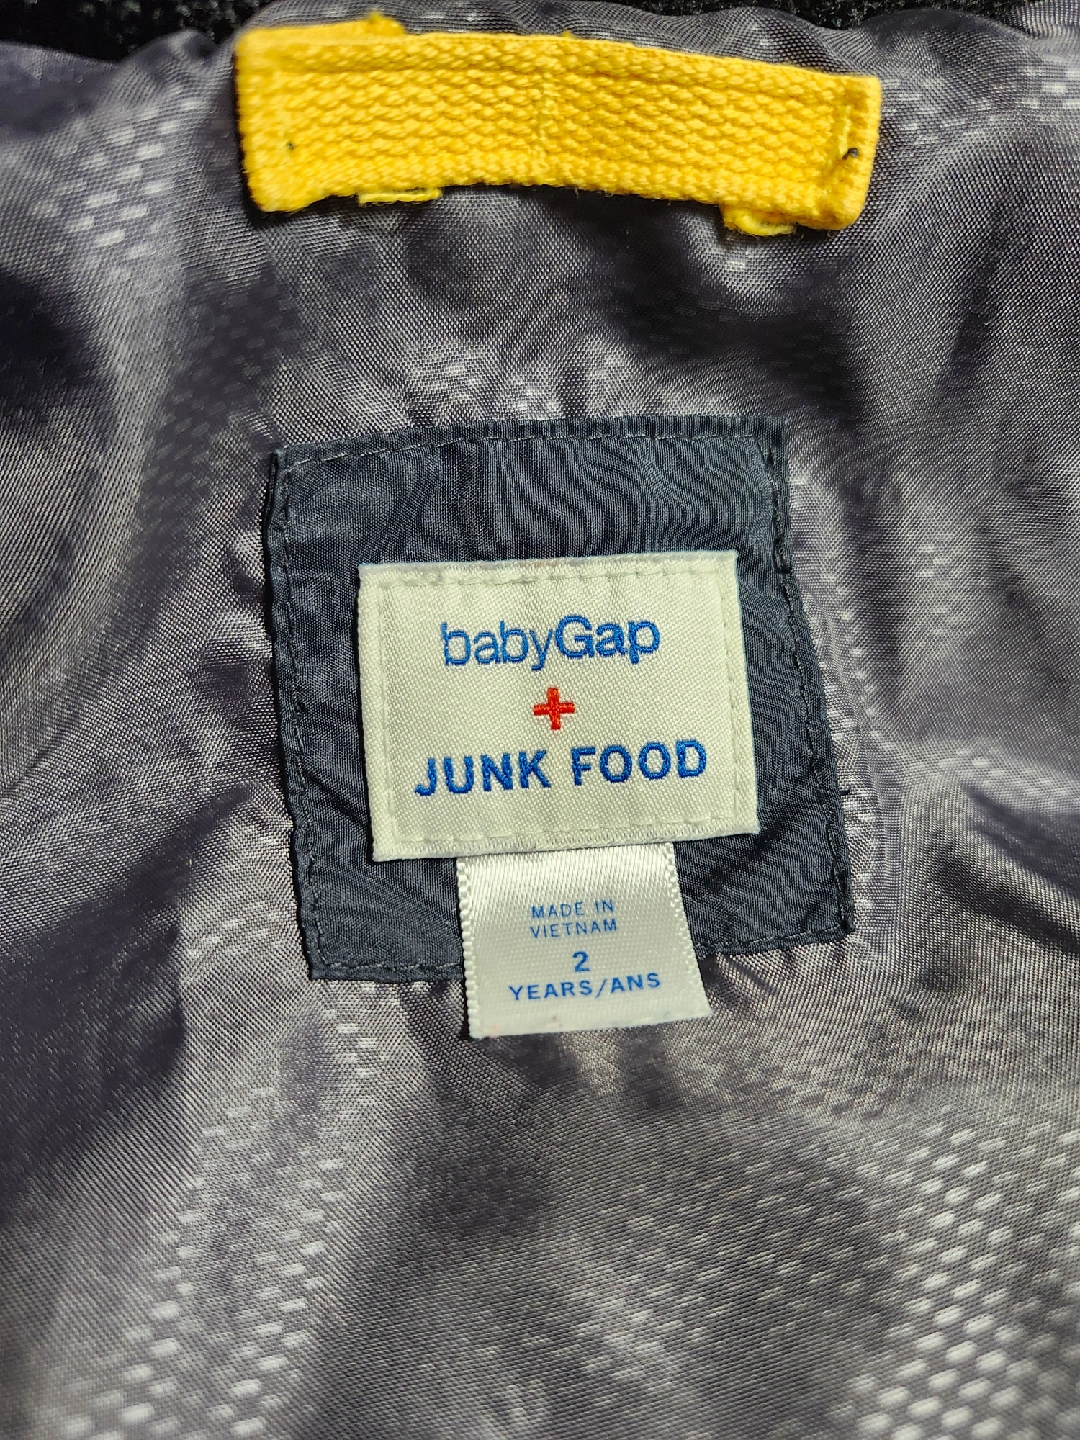 babyGap
+
JUNK FOOD
MADE IN
VIETNAM
2
YEARS/ANS